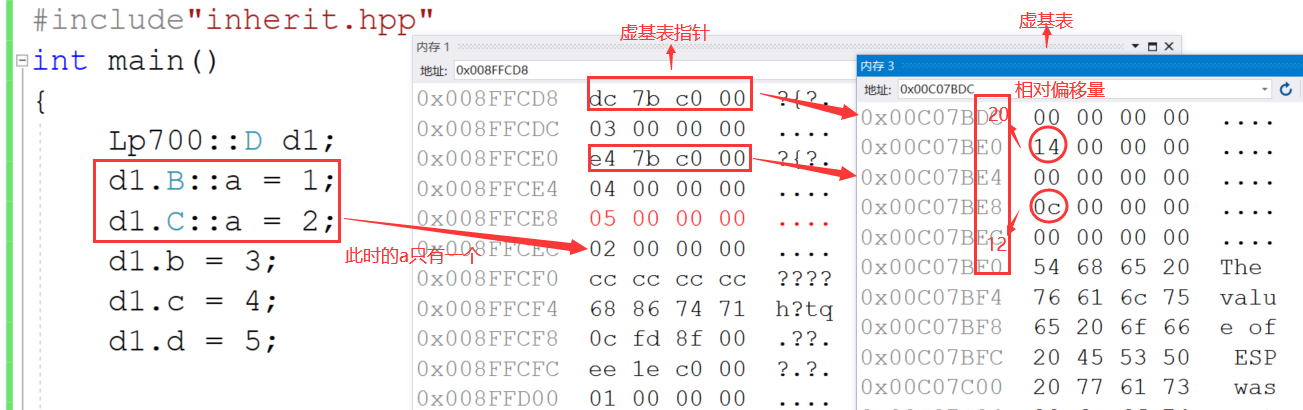 #include"inherit.hpp"
int main()
{
Lp700::D d1;
d1.B::a = 1;
d1.C::a = 2;
d1.b = 3;
d1.c = 4;
d1.d = 5;
此时的a只有一个
虚基表指针
内存 1
地址: 0x008FFCD8
0x008FFCD8 dc 7b c0 00 ?{?.
0x008FFCDC 03 00 00 00 ....
0x008FFCE0 e4 7b c0 00 ?{?.
0x008FFCE4 04 00 00 00 ....
0x008FFCE8 05 00 00 00 ....
0x008FFCEC 02 00 00 00 ....
0x008FFCF0 cc cc cc cc ????
0x008FFCF4 68 86 74 71 h?tq
0x008FFCF8 0c fd 8f 00 .??.
0x008FFCFC ee 1e c0 00 ?.?.
0x008FFD00 01 00 00 00 ....
虚基表
内存 3
地址: 0x00C07BDC
相对偏移量
20
12
0x00C07BDC 00 00 00 00 ....
0x00C07BE0 14 00 00 00 ....
0x00C07BE4 00 00 00 00 ....
0x00C07BE8 0c 00 00 00 ....
0x00C07BEC 00 00 00 00 ....
0x00C07BF0 54 68 65 20 The
0x00C07BF4 76 61 6c 75 valu
0x00C07BF8 65 20 6f 66 e of
0x00C07BFC 20 45 53 50 ESP
0x00C07C00 20 77 61 73 was